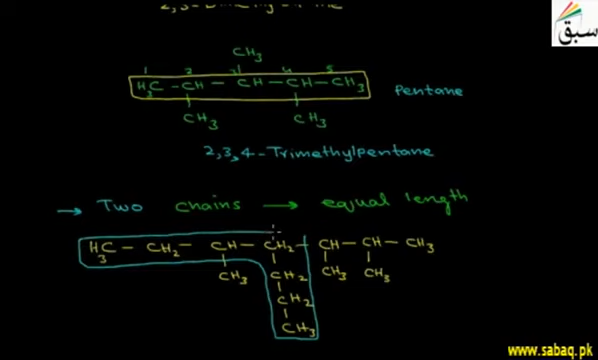 سبق
CH3
1 2 3 4 5
H3C - CH - CH - CH - CH3
Pentane
CH3 CH3
2,3,4-Trimethylpentane
→ Two chains → equal length
H3C - CH2 - CH - CH2 - CH - CH - CH3
CH3 CH2 CH3 CH3
CH2
CH3
www.sabaq.pk